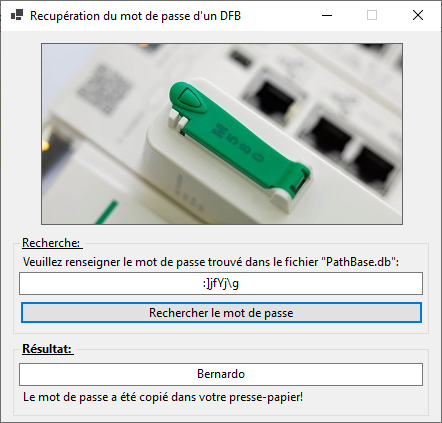 Recupération du mot de passe d'un DFB
M580
Recherche:
Veuillez renseigner le mot de passe trouvé dans le fichier "PathBase.db":
:]jfYj\g
Rechercher le mot de passe
Résultat:
Bernardo
Le mot de passe a été copié dans votre presse-papier!